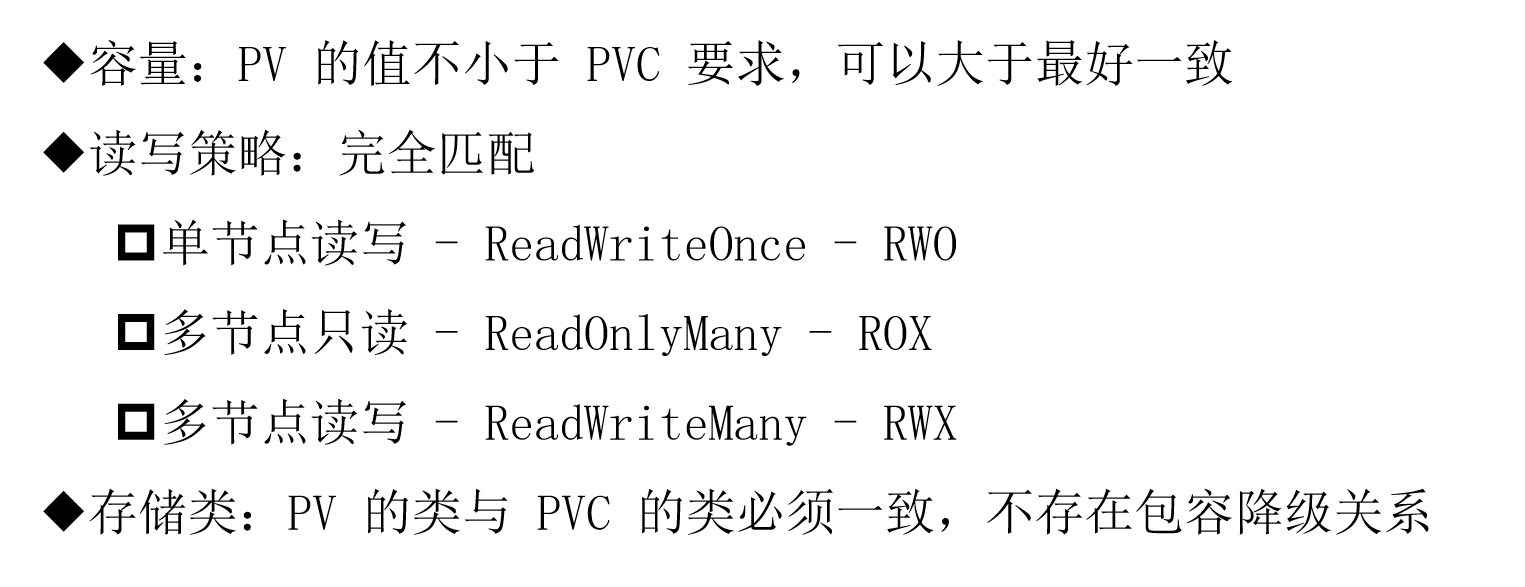 ◆容量：PV 的值不小于 PVC 要求，可以大于最好一致
◆读写策略：完全匹配
□单节点读写 - ReadWriteOnce - RWO
□多节点只读 - ReadOnlyMany - ROX
□多节点读写 - ReadWriteMany - RWX
◆存储类：PV 的类与 PVC 的类必须一致，不存在包容降级关系